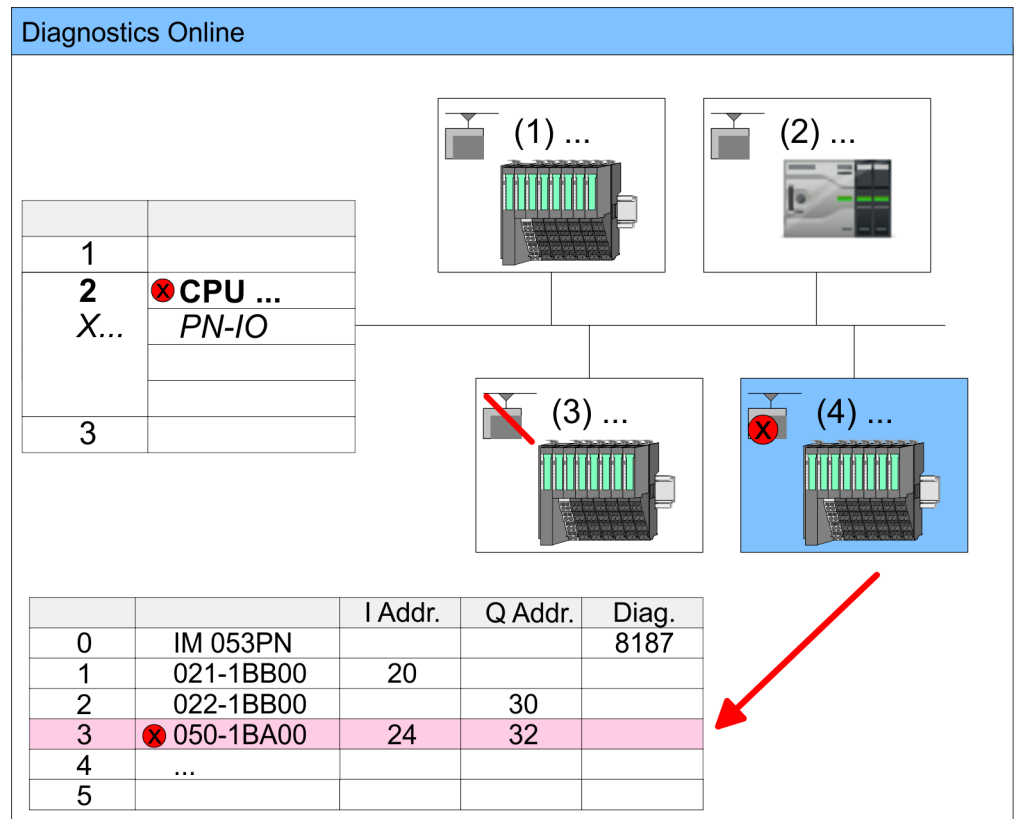 Diagnostics Online
(1) ...
(2) ...
1
2 X CPU ...
X... PN-IO
3
(3) ...
X (4) ...
I Addr. Q Addr. Diag.
0 IM 053PN 8187
1 021-1BB00 20
2 022-1BB00 30
3 X 050-1BA00 24 32
4 ...
5